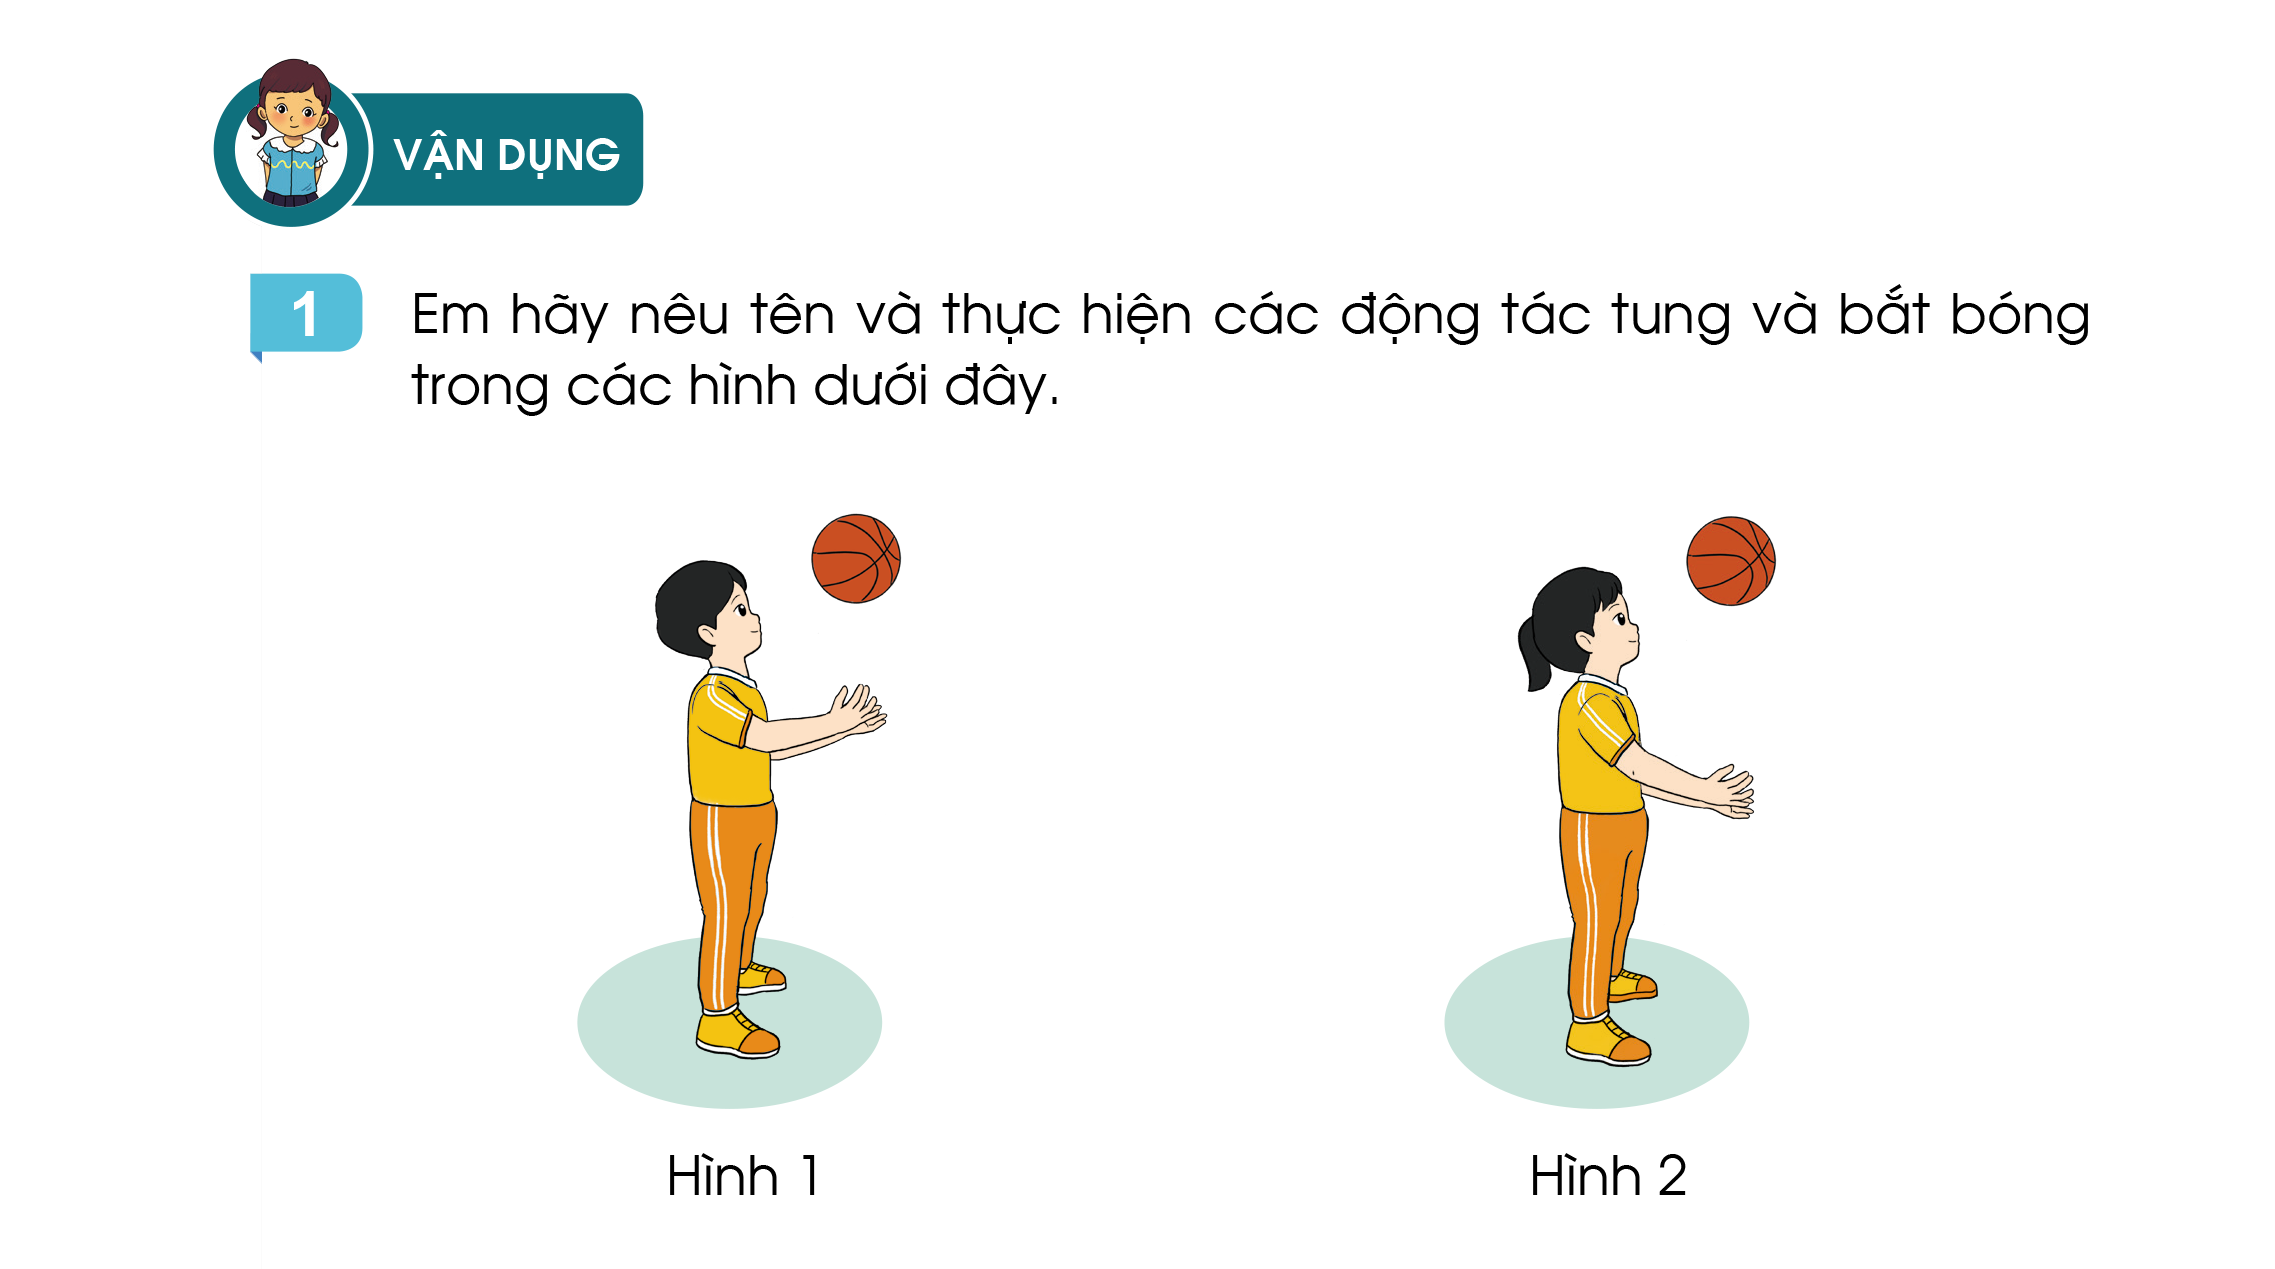 VẬN DỤNG
1 Em hãy nêu tên và thực hiện các động tác tung và bắt bóng
trong các hình dưới đây.
Hình 1 Hình 2